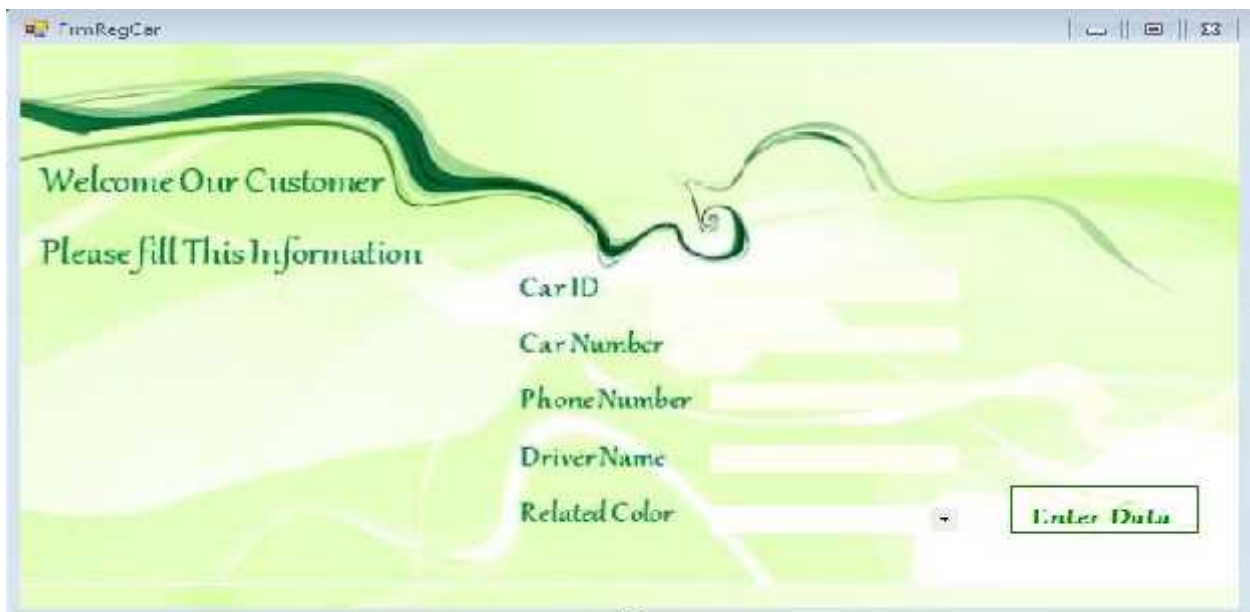 FrmRegCar
Welcome Our Customer
Please fill This Information
Car ID
Car Number
Phone Number
Driver Name
Related Color
Enter Data